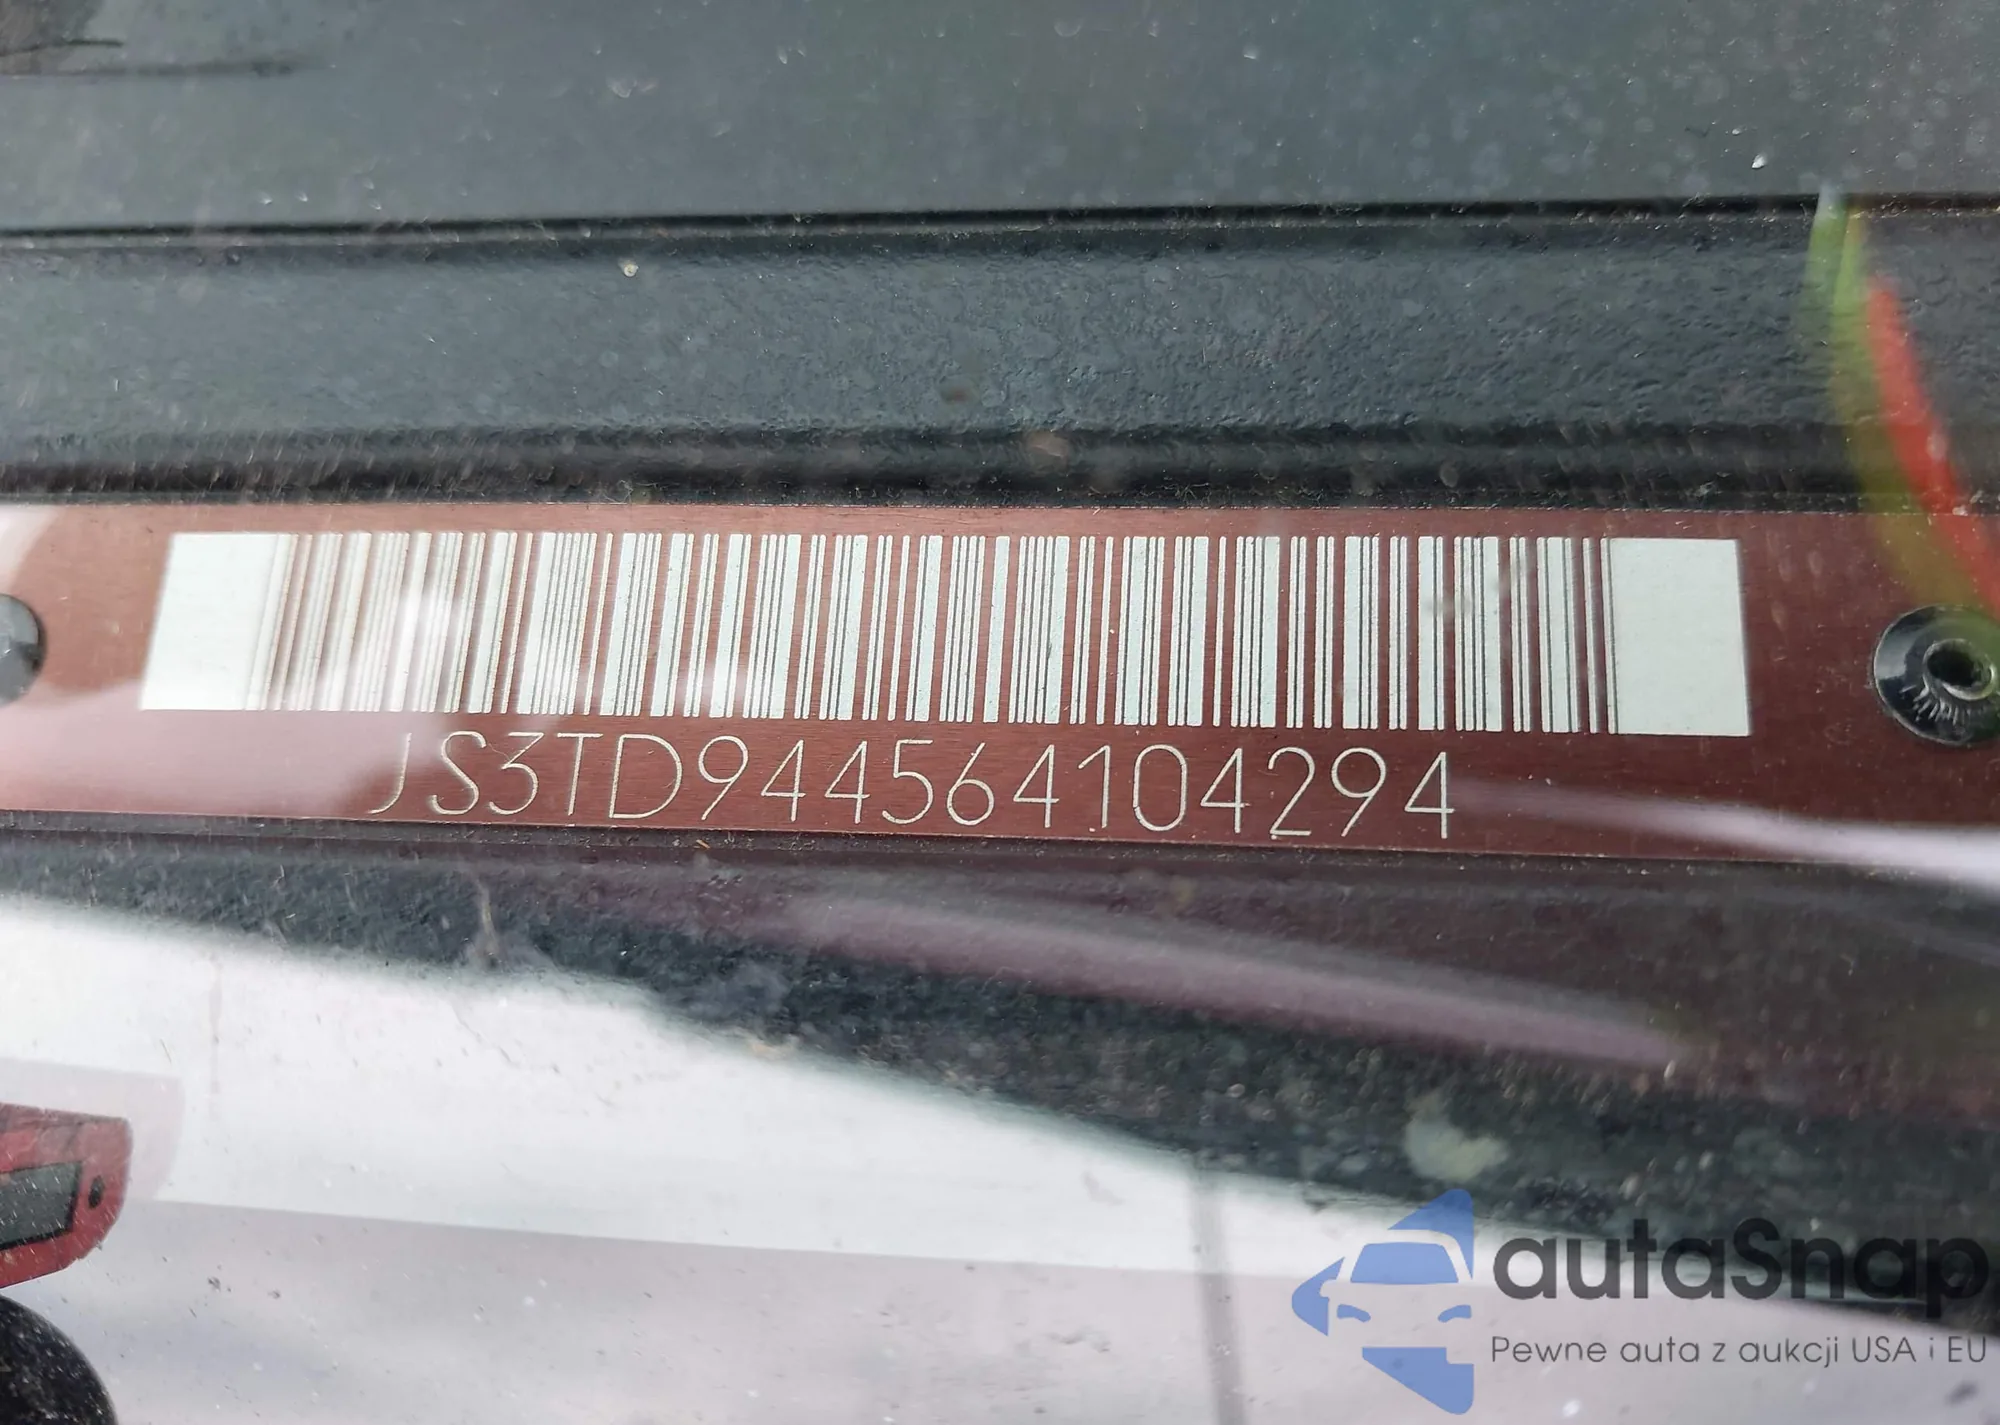 JS3TD944564104294
autaSnap
Pewne auta z aukcji USA i EU